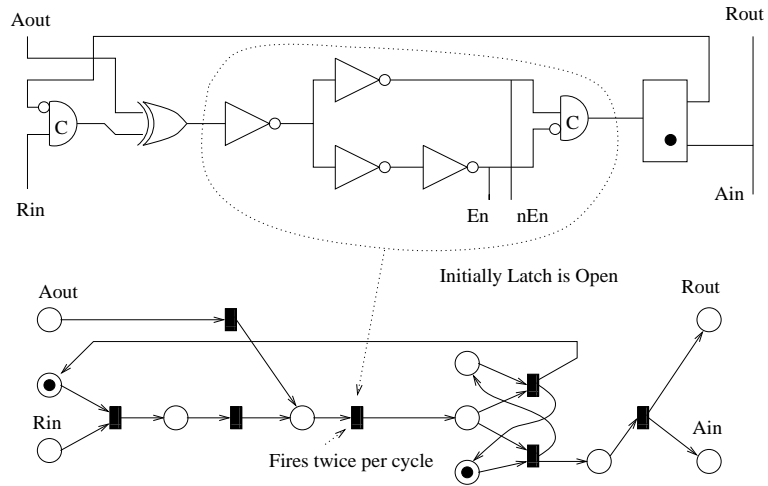 Aout
Rout
C
C
Rin
En
nEn
Ain
Initially Latch is Open
Aout
Rout
Rin
Ain
Fires twice per cycle